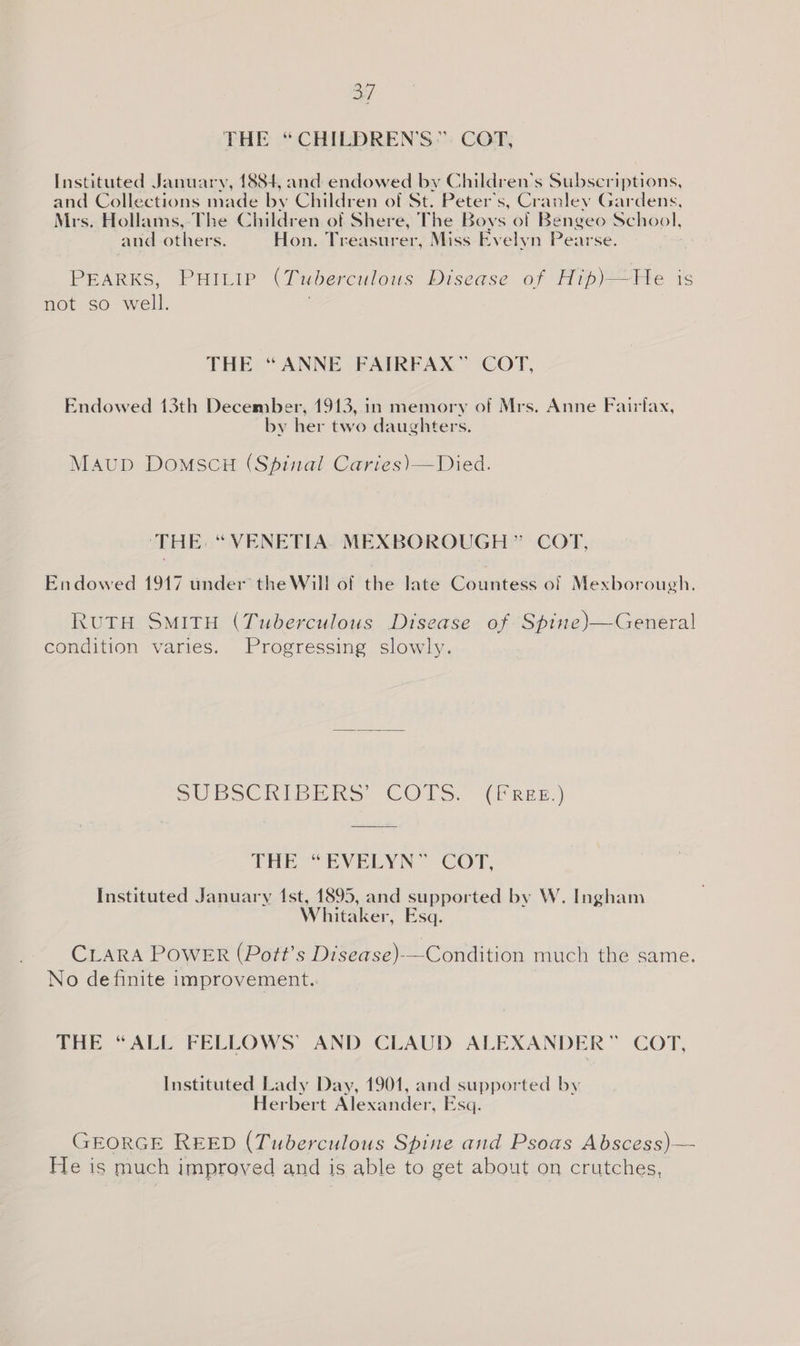 37
THE “CHILDREN'S” COT,
Instituted January, 1884, and endowed by Children's Subscriptions,
and Collections made by Children of St. Peter's, Cranley Gardens,
Mrs. Hollams, The Children of Shere, The Boys of Bengeo School,
and others. Hon. Treasurer, Miss Evelyn Pearse.
PEARKS, PHILIP (Tuberculous Disease of Hip)—He is
not so well.
THE “ANNE FAIRFAX” COT,
Endowed 13th December, 1913, in memory of Mrs. Anne Fairfax,
by her two daughters.
MAUD DOMSCH (Spinal Caries)—Died.
THE “VENETIA MEXBOROUGH” COT,
Endowed 1917 under the Will of the late Countess of Mexborough.
RUTH SMITH (Tuberculous Disease of Spine)—General
condition varies. Progressing slowly.
SUBSCRIBERS' COTS. (FREE.)
THE “EVELYN” COT,
Instituted January 1st, 1895, and supported by W. Ingham
Whitaker, Esq.
CLARA POWER (Pott's Disease)—Condition much the same.
No definite improvement.
THE “ALL FELLOWS' AND CLAUD ALEXANDER” COT,
Instituted Lady Day, 1901, and supported by
Herbert Alexander, Esq.
GEORGE REED (Tuberculous Spine and Psoas Abscess)—
He is much improved and is able to get about on crutches,